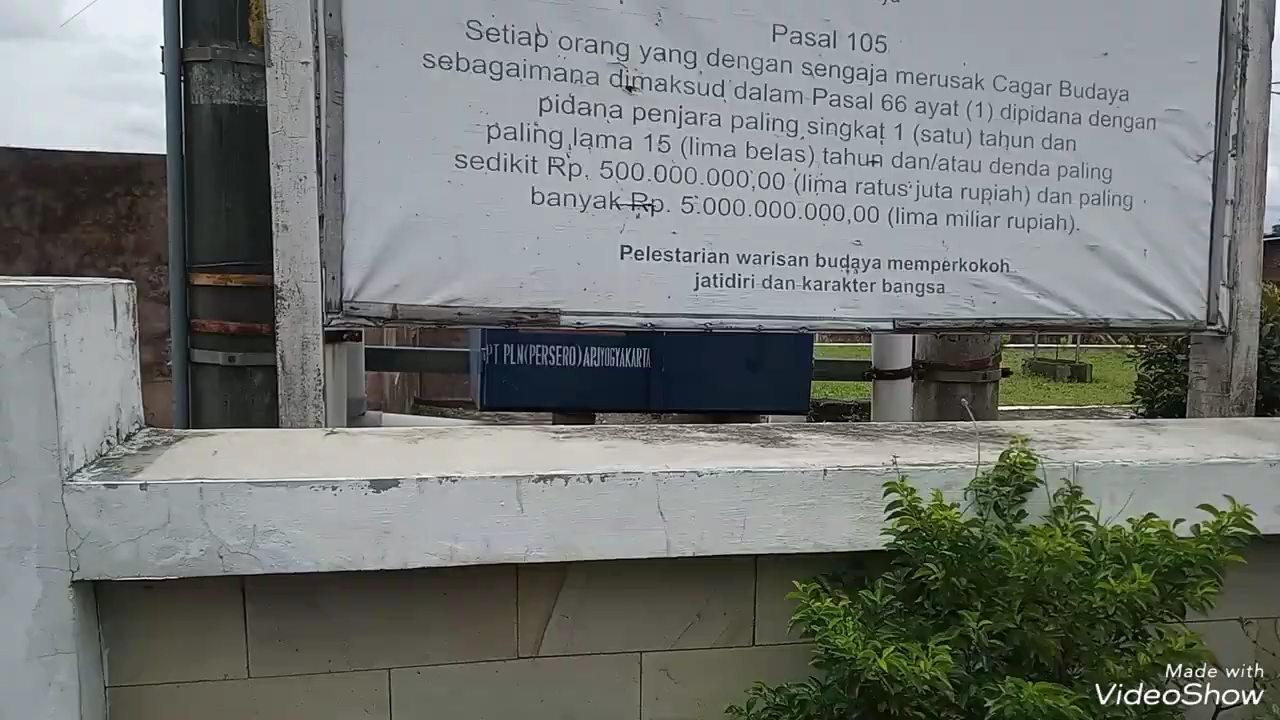 Pasal 105
Setiap orang yang dengan sengaja merusak Cagar Budaya
sebagaimana dimaksud dalam Pasal 66 ayat (1) dipidana dengan
pidana penjara paling singkat 1 (satu) tahun dan
paling lama 15 (lima belas) tahun dan/atau denda paling
sedikit Rp. 500.000.000,00 (lima ratus juta rupiah) dan paling
banyak Rp. 5.000.000.000,00 (lima miliar rupiah).
Pelestarian warisan budaya memperkokoh
jatidiri dan karakter bangsa
PT PLN(PERSERO)APJYOGYAKARTA
Made with
VideoShow